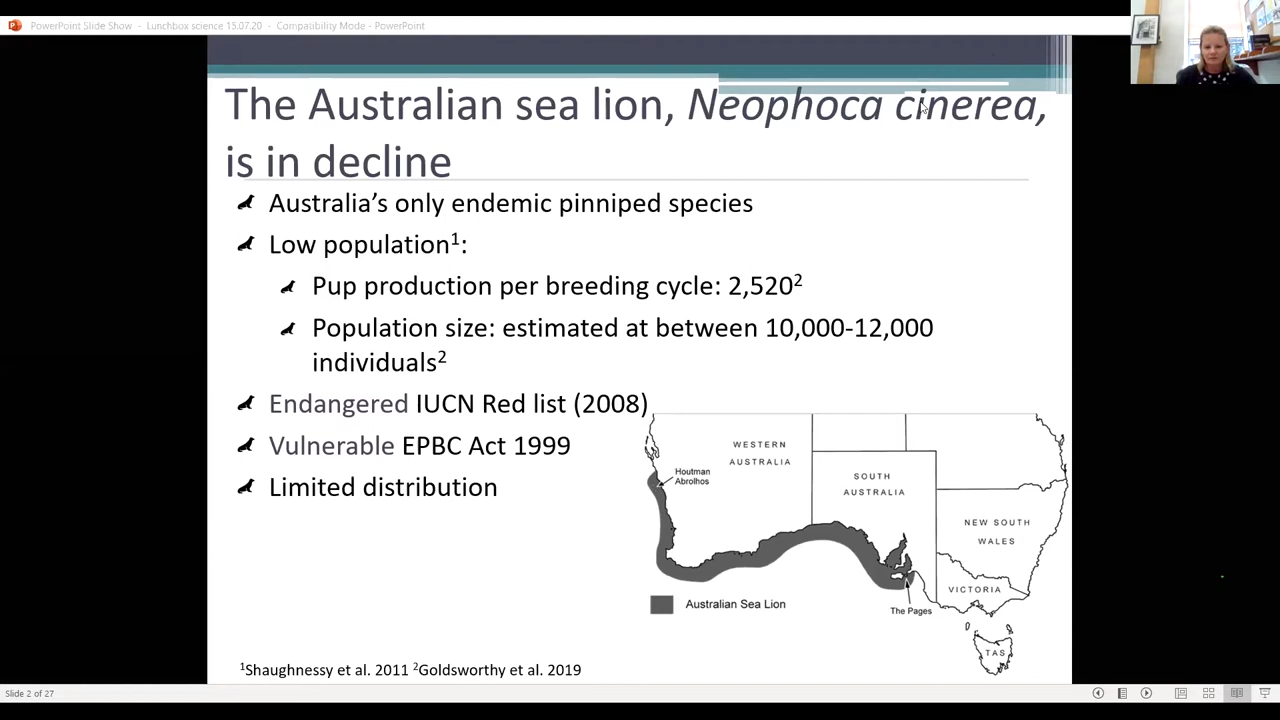 PowerPoint Slide Show - Lunchbox science 15.07.20 - Compatibility Mode - PowerPoint
The Australian sea lion, Neophoca cinerea,
is in decline
Australia's only endemic pinniped species
Low population1:
Pup production per breeding cycle: 2,5202
Population size: estimated at between 10,000-12,000
individuals2
Endangered IUCN Red list (2008)
Vulnerable EPBC Act 1999
Limited distribution
WESTERN
AUSTRALIA
Houtman
Abrolhos
SOUTH
AUSTRALIA
NEW SOUTH
WALES
VICTORIA
Australian Sea Lion
The Pages
TAS
1Shaughnessy et al. 2011 2Goldsworthy et al. 2019
Slide 2 of 27